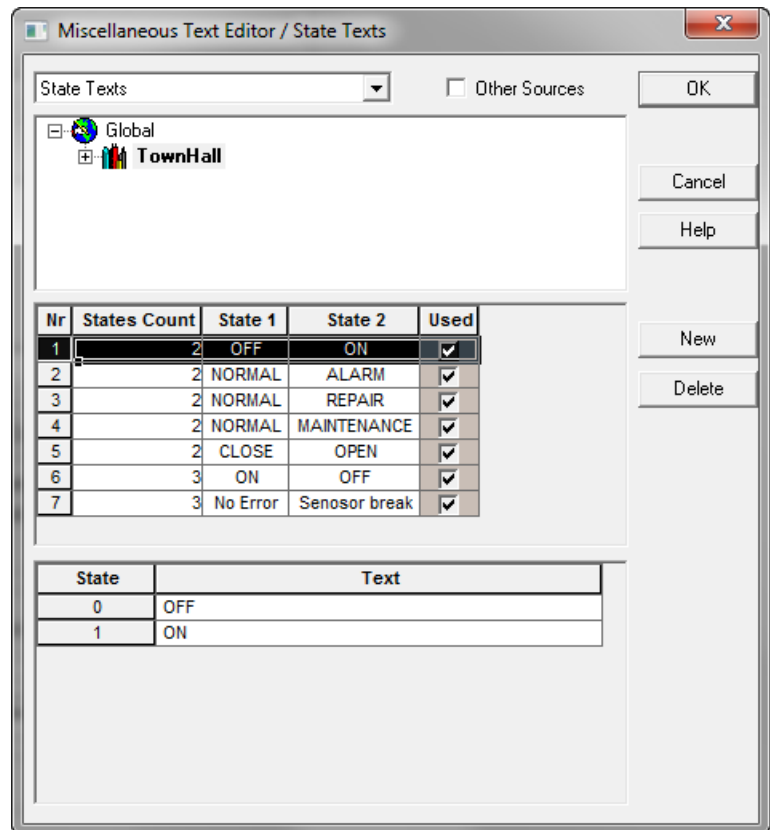 Miscellaneous Text Editor / State Texts
State Texts Other Sources OK
Global
TownHall
Cancel
Help
Nr States Count State 1 State 2 Used
1 2 OFF ON
2 2 NORMAL ALARM
3 2 NORMAL REPAIR
4 2 NORMAL MAINTENANCE
5 2 CLOSE OPEN
6 3 ON OFF
7 3 No Error Senosor break
New
Delete
State Text
0 OFF
1 ON